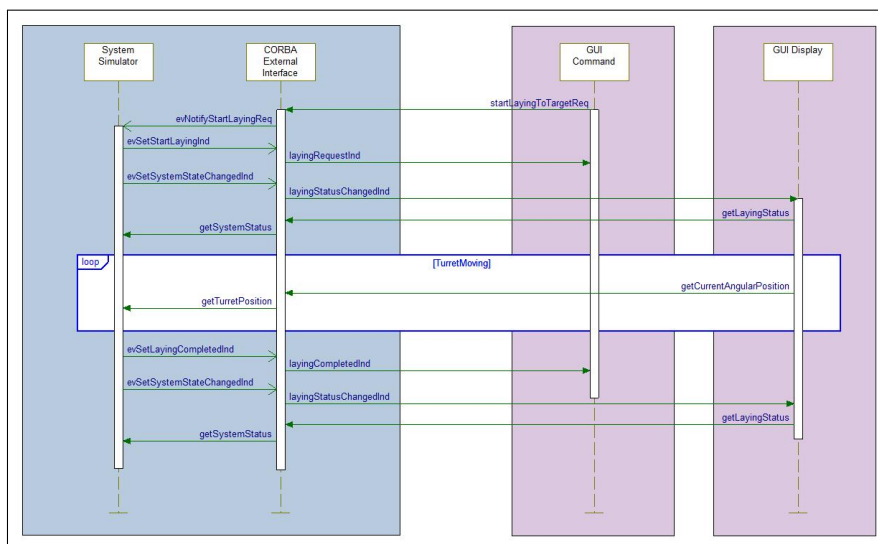 System
Simulator
CORBA
External
Interface
GUI
Command
GUI Display
startLayingToTargetReq
evNotifyStartLayingReq
evSetStartLayingInd
layingRequestInd
evSetSystemStateChangedInd
layingStatusChangedInd
getLayingStatus
getSystemStatus
loop
[TurretMoving]
getCurrentAngularPosition
getTurretPosition
evSetLayingCompletedInd
layingCompletedInd
evSetSystemStateChangedInd
layingStatusChangedInd
getLayingStatus
getSystemStatus